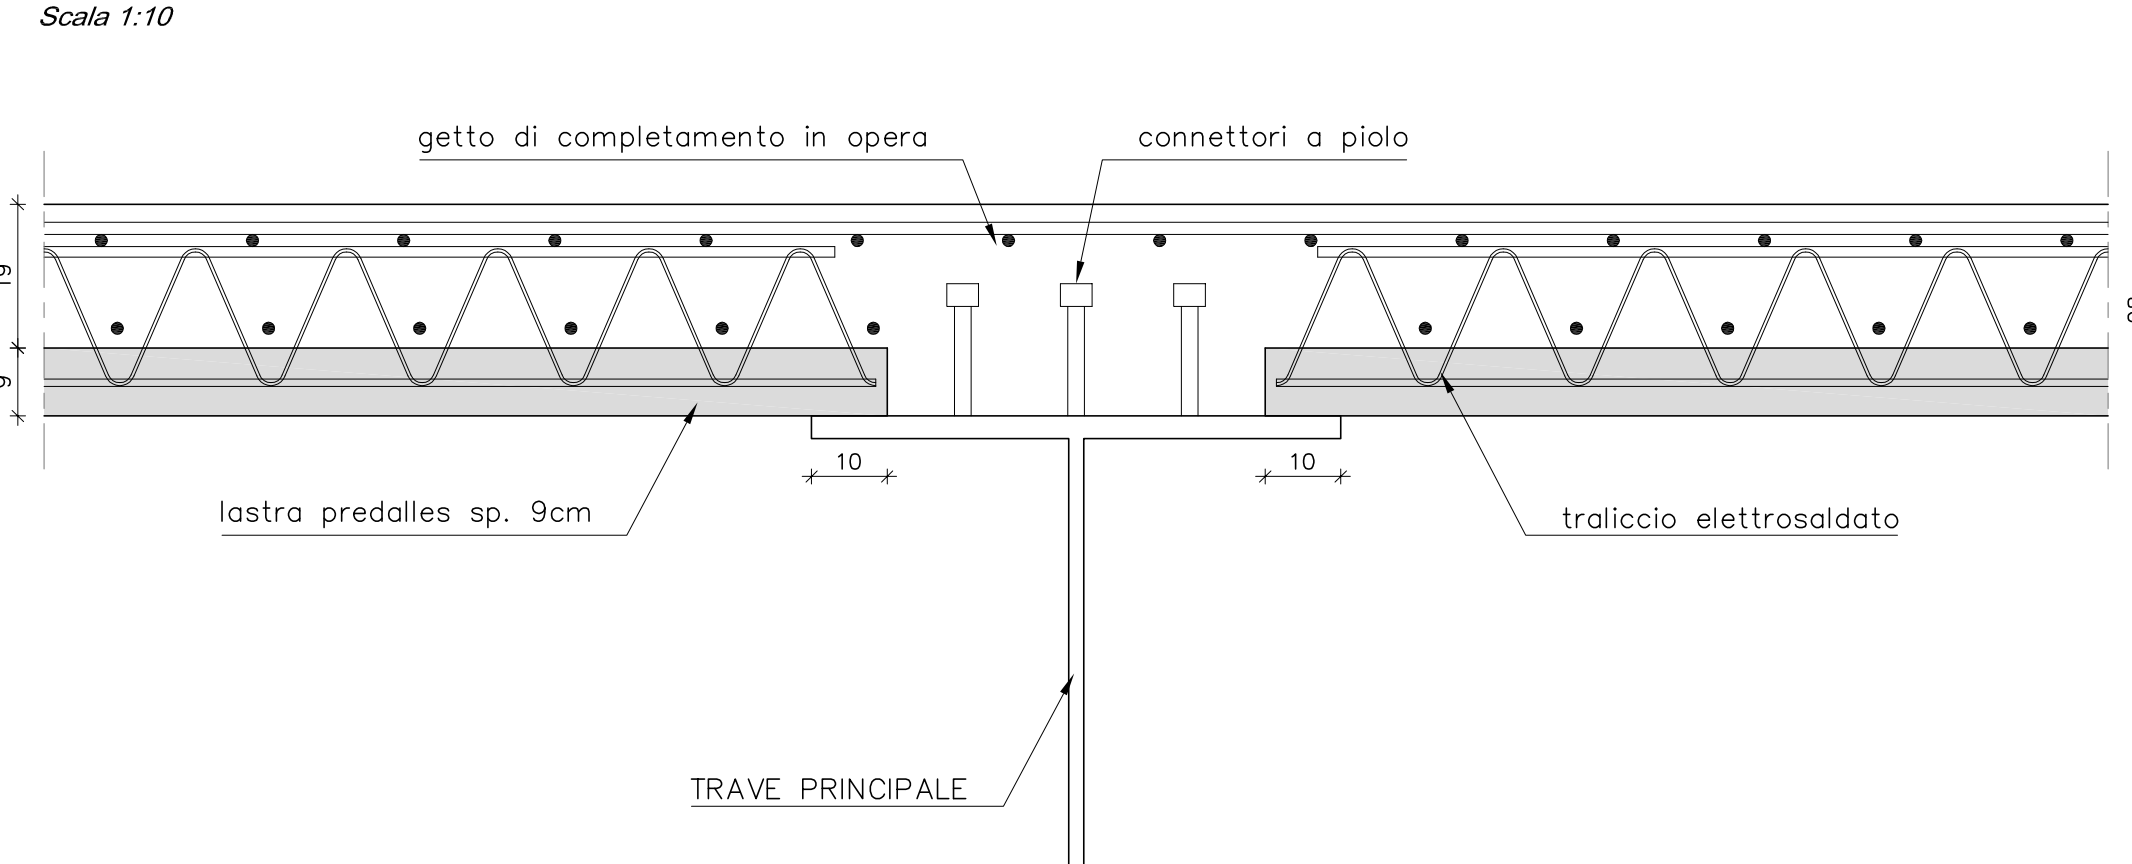 Scala 1:10
getto di completamento in opera
connettori a piolo
19
9
10
10
lastra predalles sp. 9cm
traliccio elettrosaldato
TRAVE PRINCIPALE